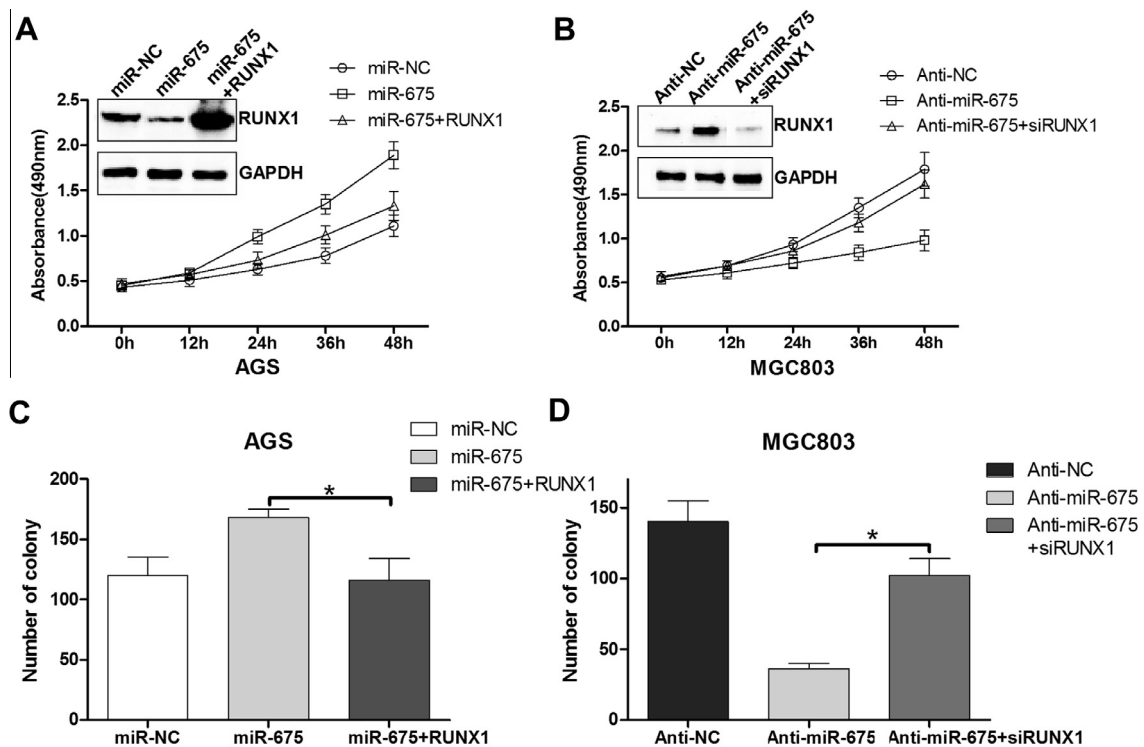 A
miR-NC
miR-675
miR-675
+RUNX1
RUNX1
GAPDH
miR-NC
miR-675
miR-675+RUNX1
Absorbance(490nm)
2.5
2.0
1.5
1.0
0.5
0.0
0h
12h
24h
36h
48h
AGS
B
Anti-NC
Anti-miR-675
Anti-miR-675
+siRUNX1
RUNX1
GAPDH
Anti-NC
Anti-miR-675
Anti-miR-675+siRUNX1
Absorbance(490nm)
2.5
2.0
1.5
1.0
0.5
0.0
0h
12h
24h
36h
48h
MGC803
C
AGS
miR-NC
miR-675
miR-675+RUNX1
Number of colony
200
150
100
50
0
*
miR-NC
miR-675
miR-675+RUNX1
D
MGC803
Anti-NC
Anti-miR-675
Anti-miR-675
+siRUNX1
Number of colony
150
100
50
0
*
Anti-NC
Anti-miR-675
Anti-miR-675+siRUNX1